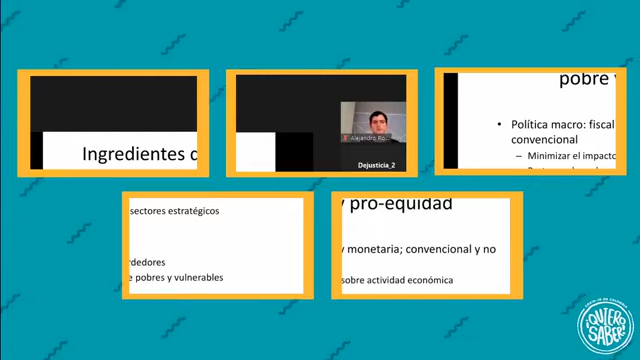 Ingredientes
Alejandro Ro...
Dejusticia_2
pobre
• Política macro: fiscal
convencional
– Minimizar el impacto
sectores estratégicos
dedores
e pobres y vulnerables
y pro-equidad
y monetaria; convencional y no
sobre actividad económica
¿QUIERO
SABER?